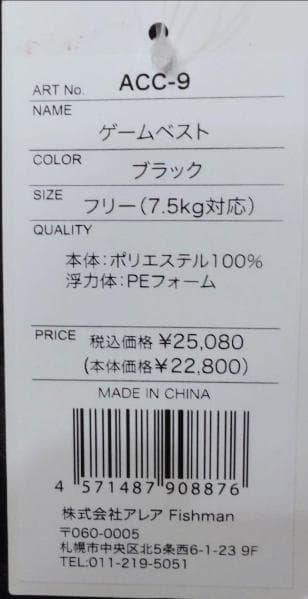 ART No. ACC-9
NAME
ゲームベスト
COLOR
ブラック
SIZE フリー(7.5kg対応)
QUALITY
本体:ポリエステル100%
浮力体:PEフォーム
PRICE 税込価格 ¥25,080
(本体価格¥22,800)
MADE IN CHINA
4 571487 908876
株式会社アレア Fishman
〒060-0005
札幌市中央区北5条西6-1-23 9F
TEL:011-219-5051